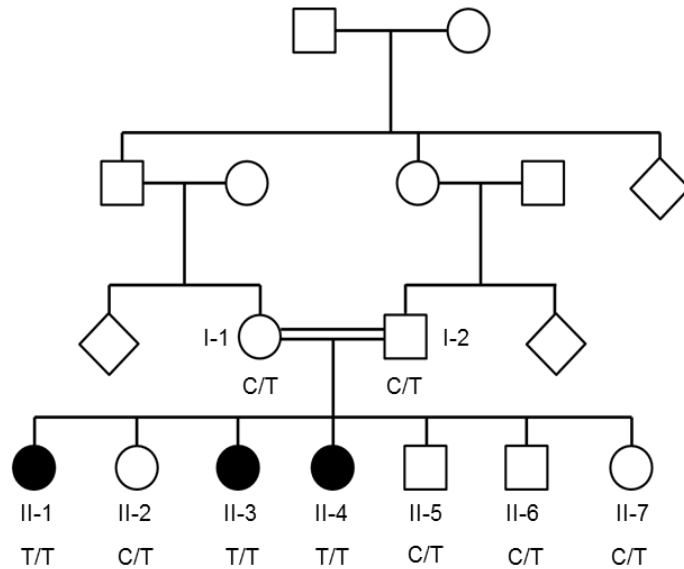 I-1 I-2
C/T C/T
II-1 II-2 II-3 II-4 II-5 II-6 II-7
T/T C/T T/T T/T C/T C/T C/T